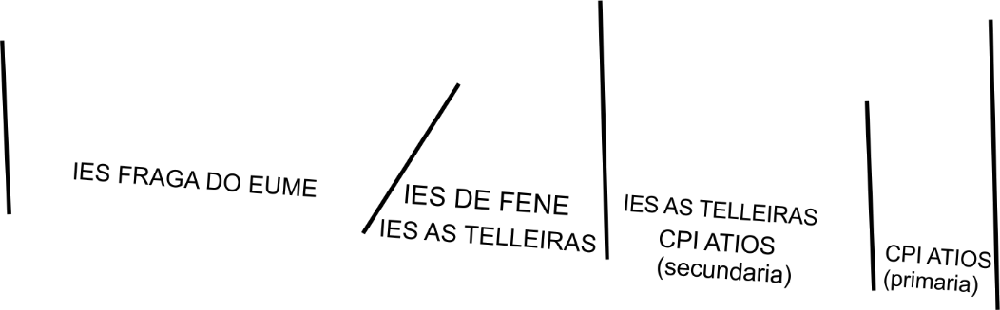 IES FRAGA DO EUME
IES DE FENE
IES AS TELLEIRAS
IES AS TELLEIRAS
CPI ATIOS
(secundaria)
CPI ATIOS
(primaria)